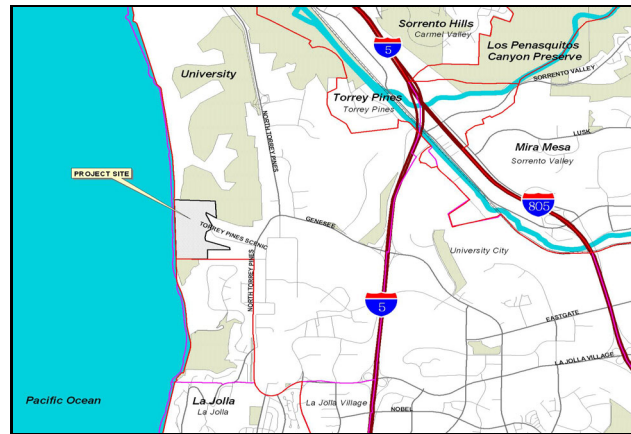 Sorrento Hills
Carmel Valley
5
Los Penasquitos
Canyon Preserve
University
SORRENTO VALLEY
Torrey Pines
Torrey Pines
NORTH TORREY PINES
LUSK
Mira Mesa
Sorrento Valley
PROJECT SITE
805
GENESEE
TORREY PINES SCENIC
University City
NORTH TORREY PINES
5
EASTGATE
LA JOLLA VILLAGE
Pacific Ocean
La Jolla
La Jolla
La Jolla Village
NOBEL